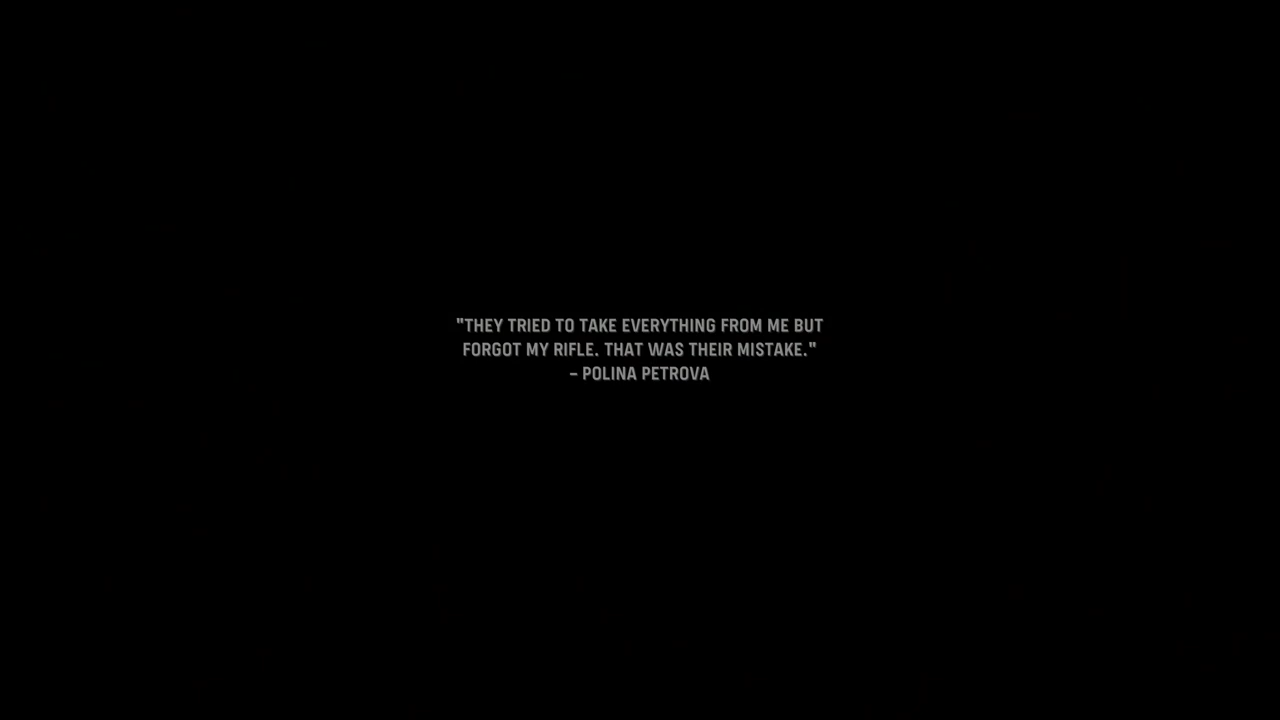 "THEY TRIED TO TAKE EVERYTHING FROM ME BUT
FORGOT MY RIFLE. THAT WAS THEIR MISTAKE."
– POLINA PETROVA